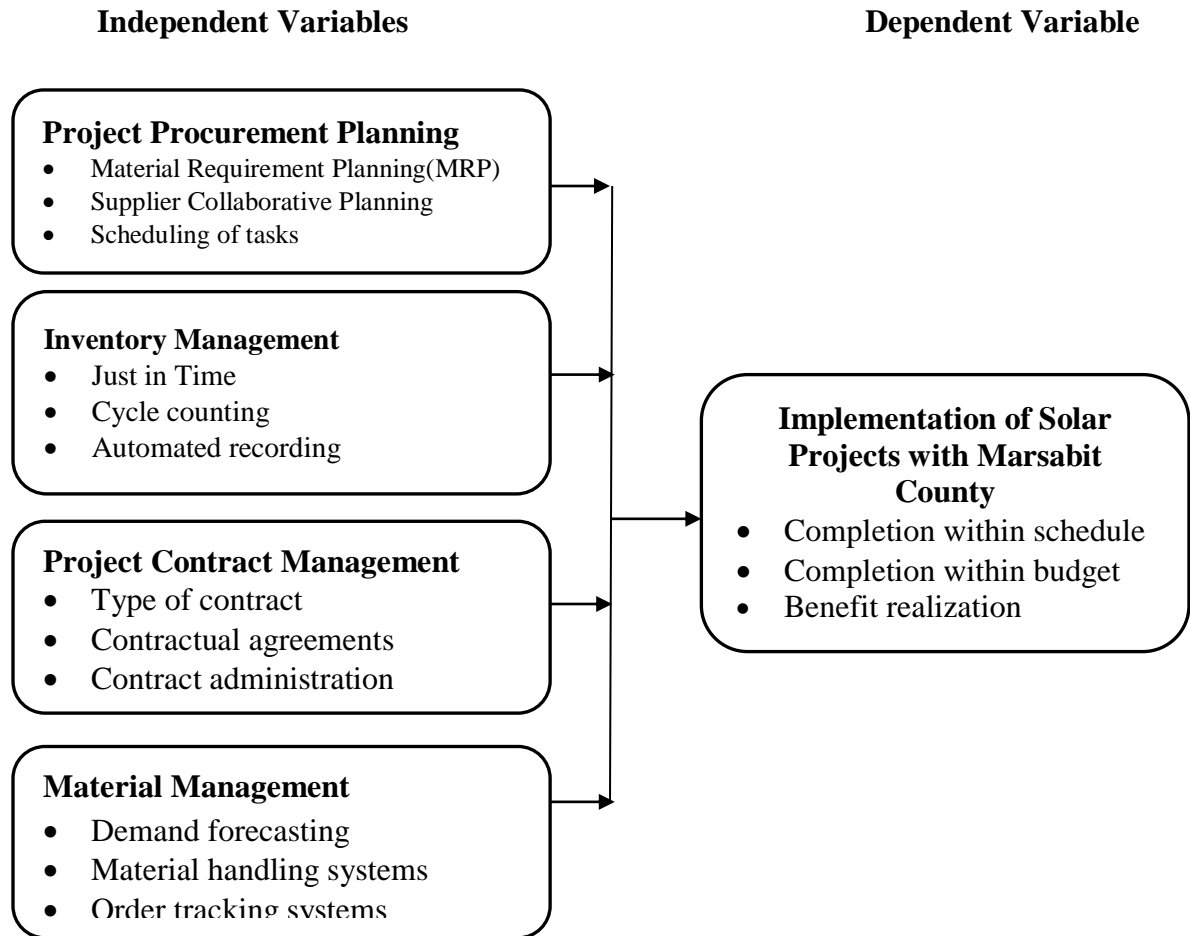 Independent Variables
Dependent Variable
Project Procurement Planning
• Material Requirement Planning(MRP)
• Supplier Collaborative Planning
• Scheduling of tasks
Inventory Management
• Just in Time
• Cycle counting
• Automated recording
Project Contract Management
• Type of contract
• Contractual agreements
• Contract administration
Material Management
• Demand forecasting
• Material handling systems
• Order tracking systems
Implementation of Solar
Projects with Marsabit
County
• Completion within schedule
• Completion within budget
• Benefit realization